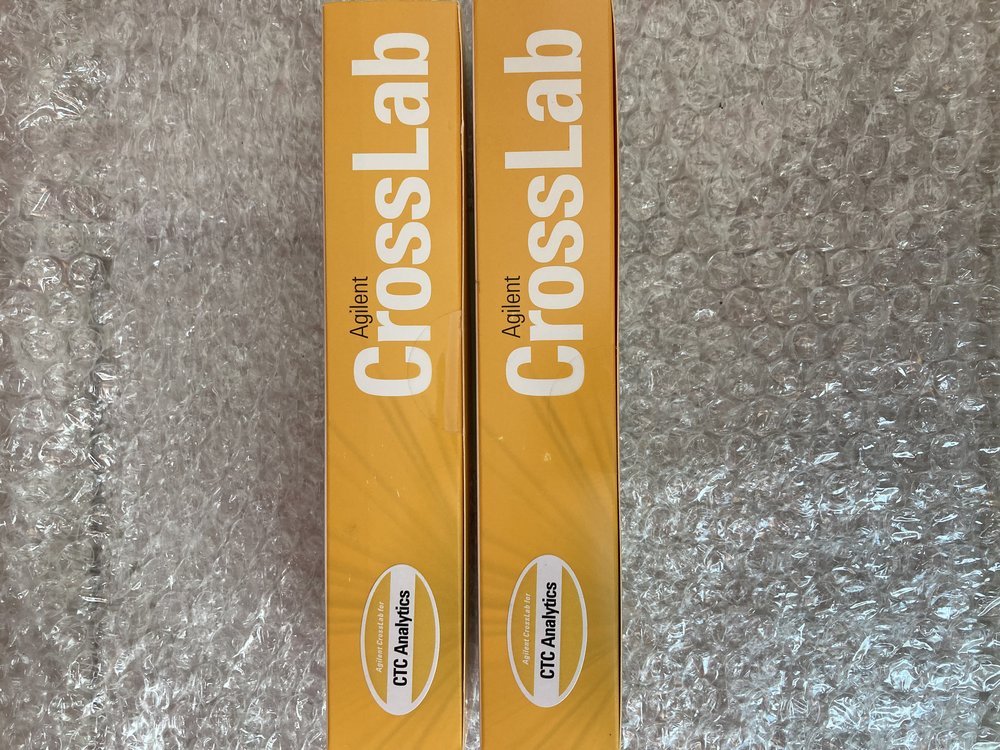 Agilent
CrossLab
Agilent CrossLab for
CTC Analytics
Agilent
CrossLab
Agilent CrossLab for
CTC Analytics